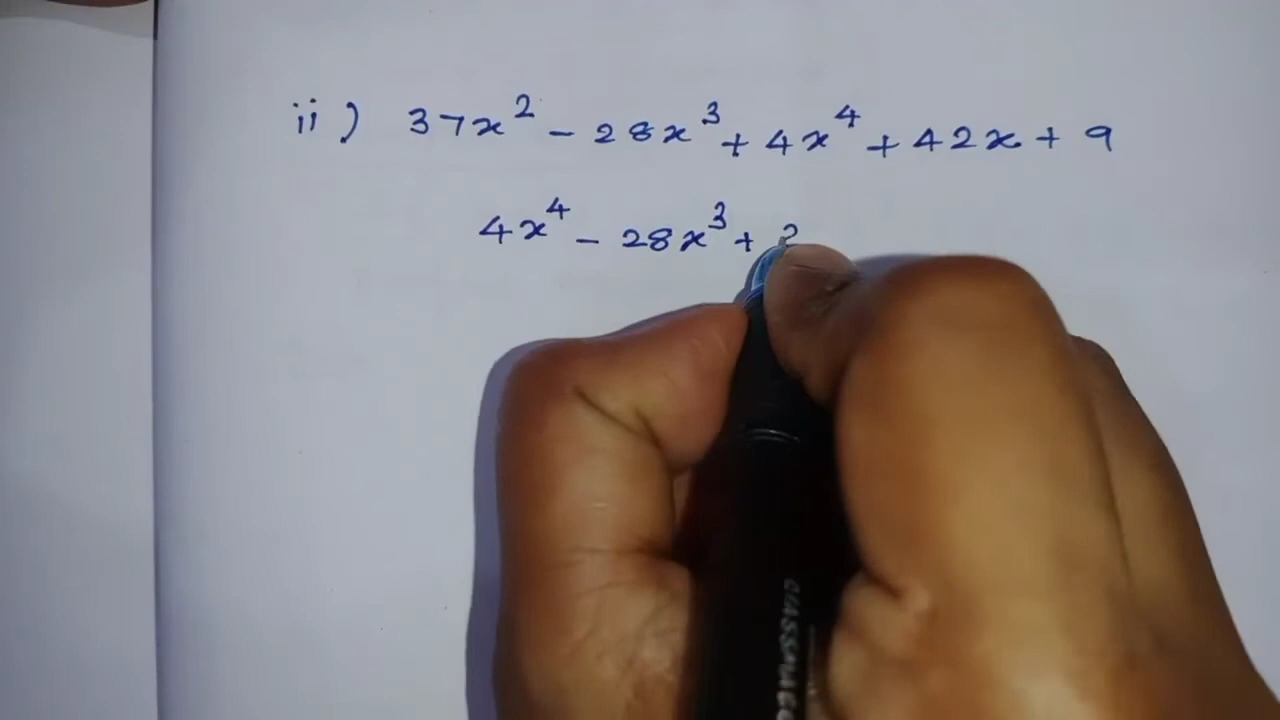 ii) 37x² - 28x³ + 4x⁴ + 42x + 9
4x⁴ - 28x³ +